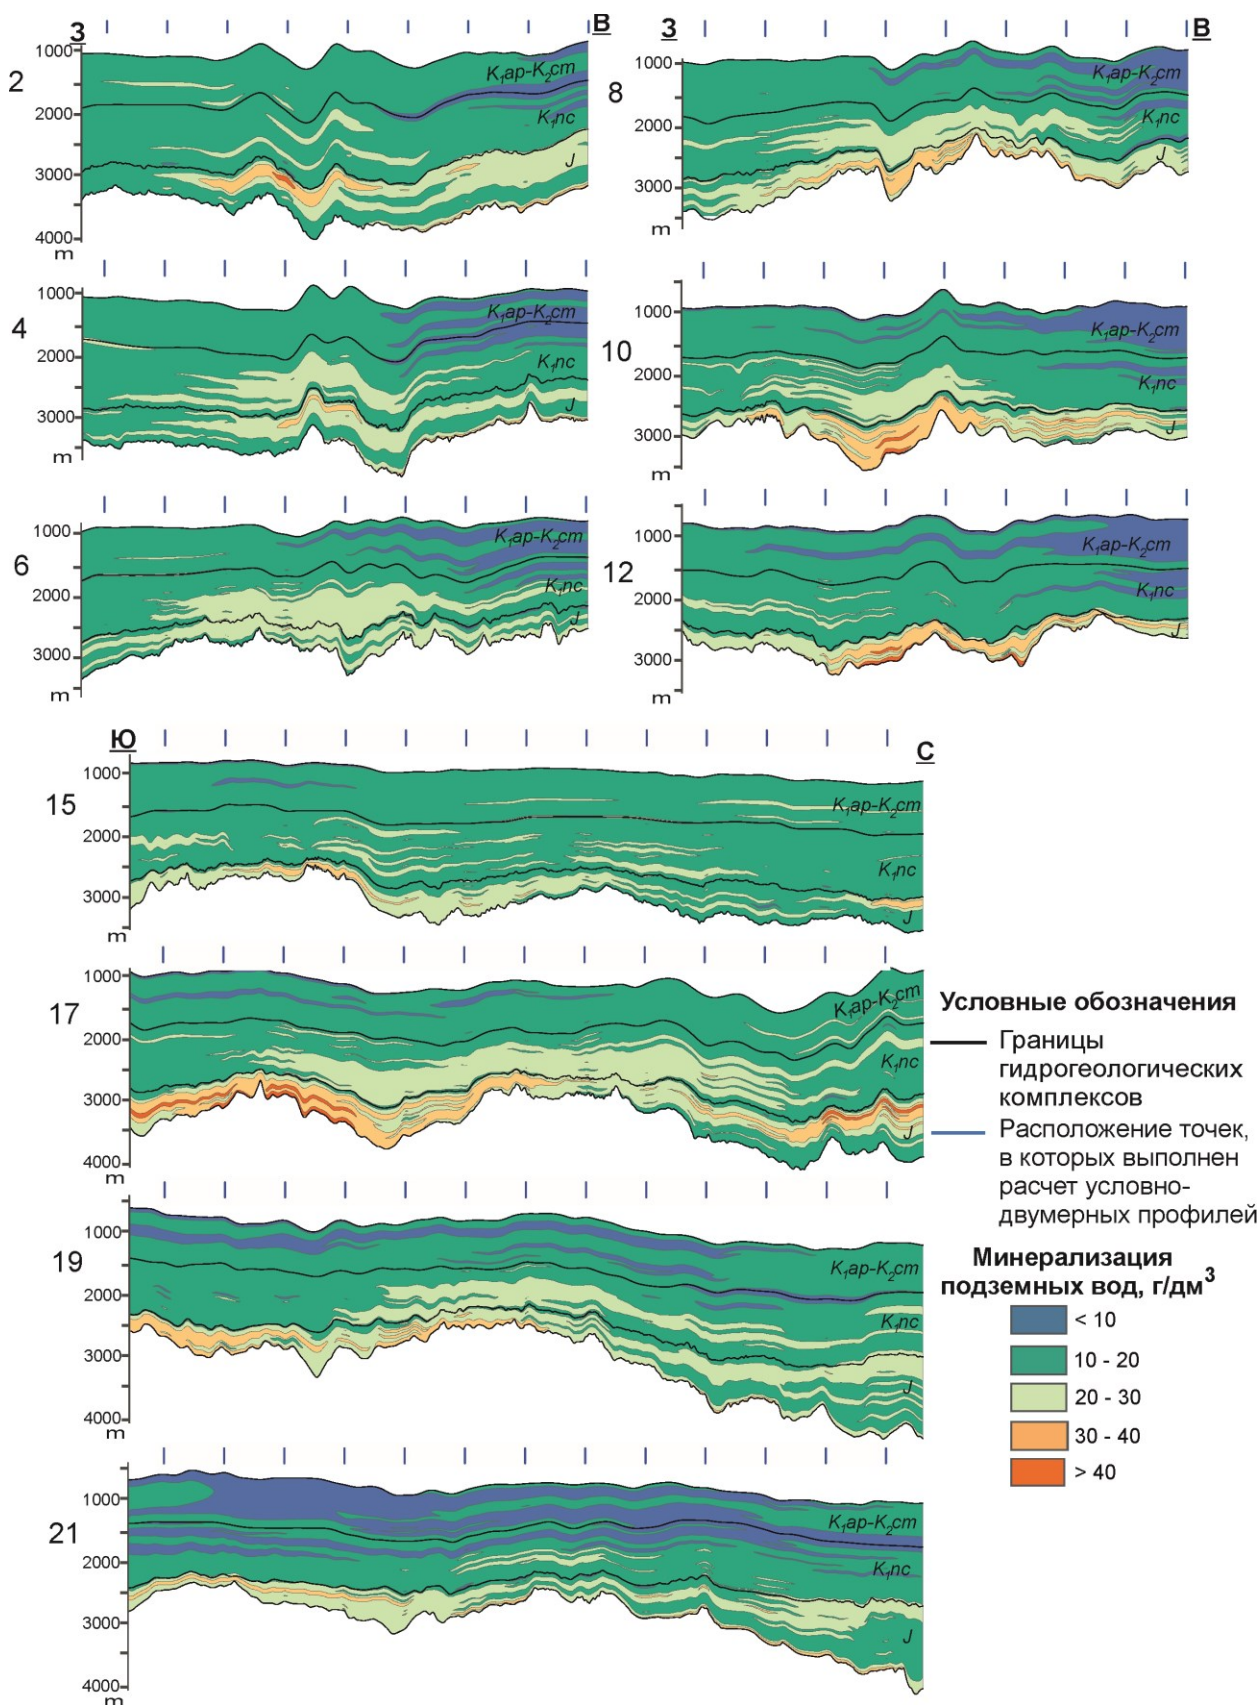 З
В
2
1000
2000
3000
4000
m
K₁ap-K₂cm
K₁nc
J
З
В
8
1000
2000
3000
m
K₁ap-K₂cm
K₁nc
J
4
1000
2000
3000
m
K₁ap-K₂cm
K₁nc
J
10
1000
2000
3000
m
K₁ap-K₂cm
K₁nc
J
6
1000
2000
3000
m
K₁ap-K₂cm
K₁nc
J
12
1000
2000
3000
m
K₁ap-K₂cm
K₁nc
J
Ю
С
15
1000
2000
3000
m
K₁ap-K₂cm
K₁nc
J
17
1000
2000
3000
4000
m
K₁ap-K₂cm
K₁nc
J
19
1000
2000
3000
4000
m
K₁ap-K₂cm
K₁nc
J
21
1000
2000
3000
4000
m
K₁ap-K₂cm
K₁nc
J
Условные обозначения
Границы
гидрогеологических
комплексов
Расположение точек,
в которых выполнен
расчет условно-
двумерных профилей
Минерализация
подземных вод, г/дм³
< 10
10 - 20
20 - 30
30 - 40
> 40